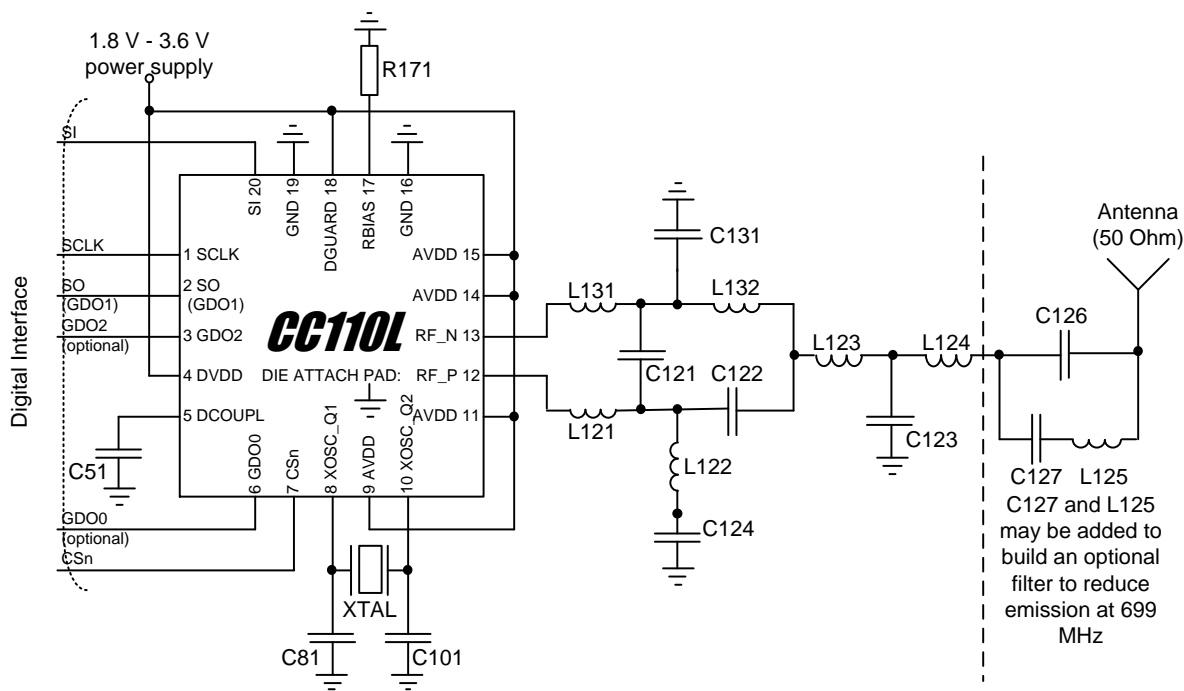 1.8 V - 3.6 V
power supply
R171
SI
SI 20
GND 19
DGUARD 18
RBIAS 17
GND 16
Antenna
(50 Ohm)
Digital Interface
SCLK
1 SCLK
AVDD 15
C131
SO
(GDO1)
2 SO
(GDO1)
AVDD 14
L131
L132
GDO2
(optional)
3 GDO2
CC110L
RF_N 13
C126
L123
L124
4 DVDD
DIE ATTACH PAD:
RF_P 12
C121
C122
5 DCOUPL
AVDD 11
L121
C123
C51
6 GDO0
7 CSn
8 XOSC_Q1
9 AVDD
10 XOSC_Q2
L122
C127
L125
GDO0
(optional)
CSn
C124
XTAL
C81
C101
C127 and L125
may be added to
build an optional
filter to reduce
emission at 699
MHz